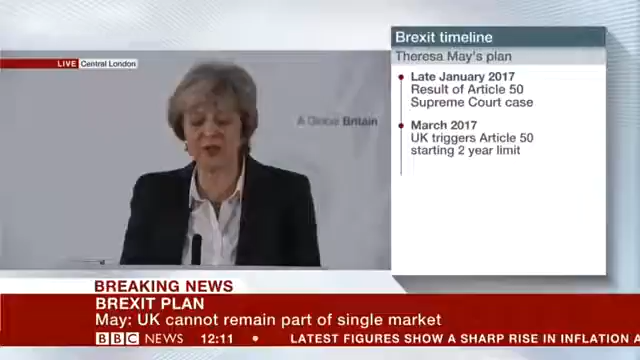 Brexit timeline
Theresa May's plan
LIVE Central London
Late January 2017
Result of Article 50
Supreme Court case
A Global Britain
March 2017
UK triggers Article 50
starting 2 year limit
BREAKING NEWS
BREXIT PLAN
May: UK cannot remain part of single market
BBC NEWS 12:11 LATEST FIGURES SHOW A SHARP RISE IN INFLATION A